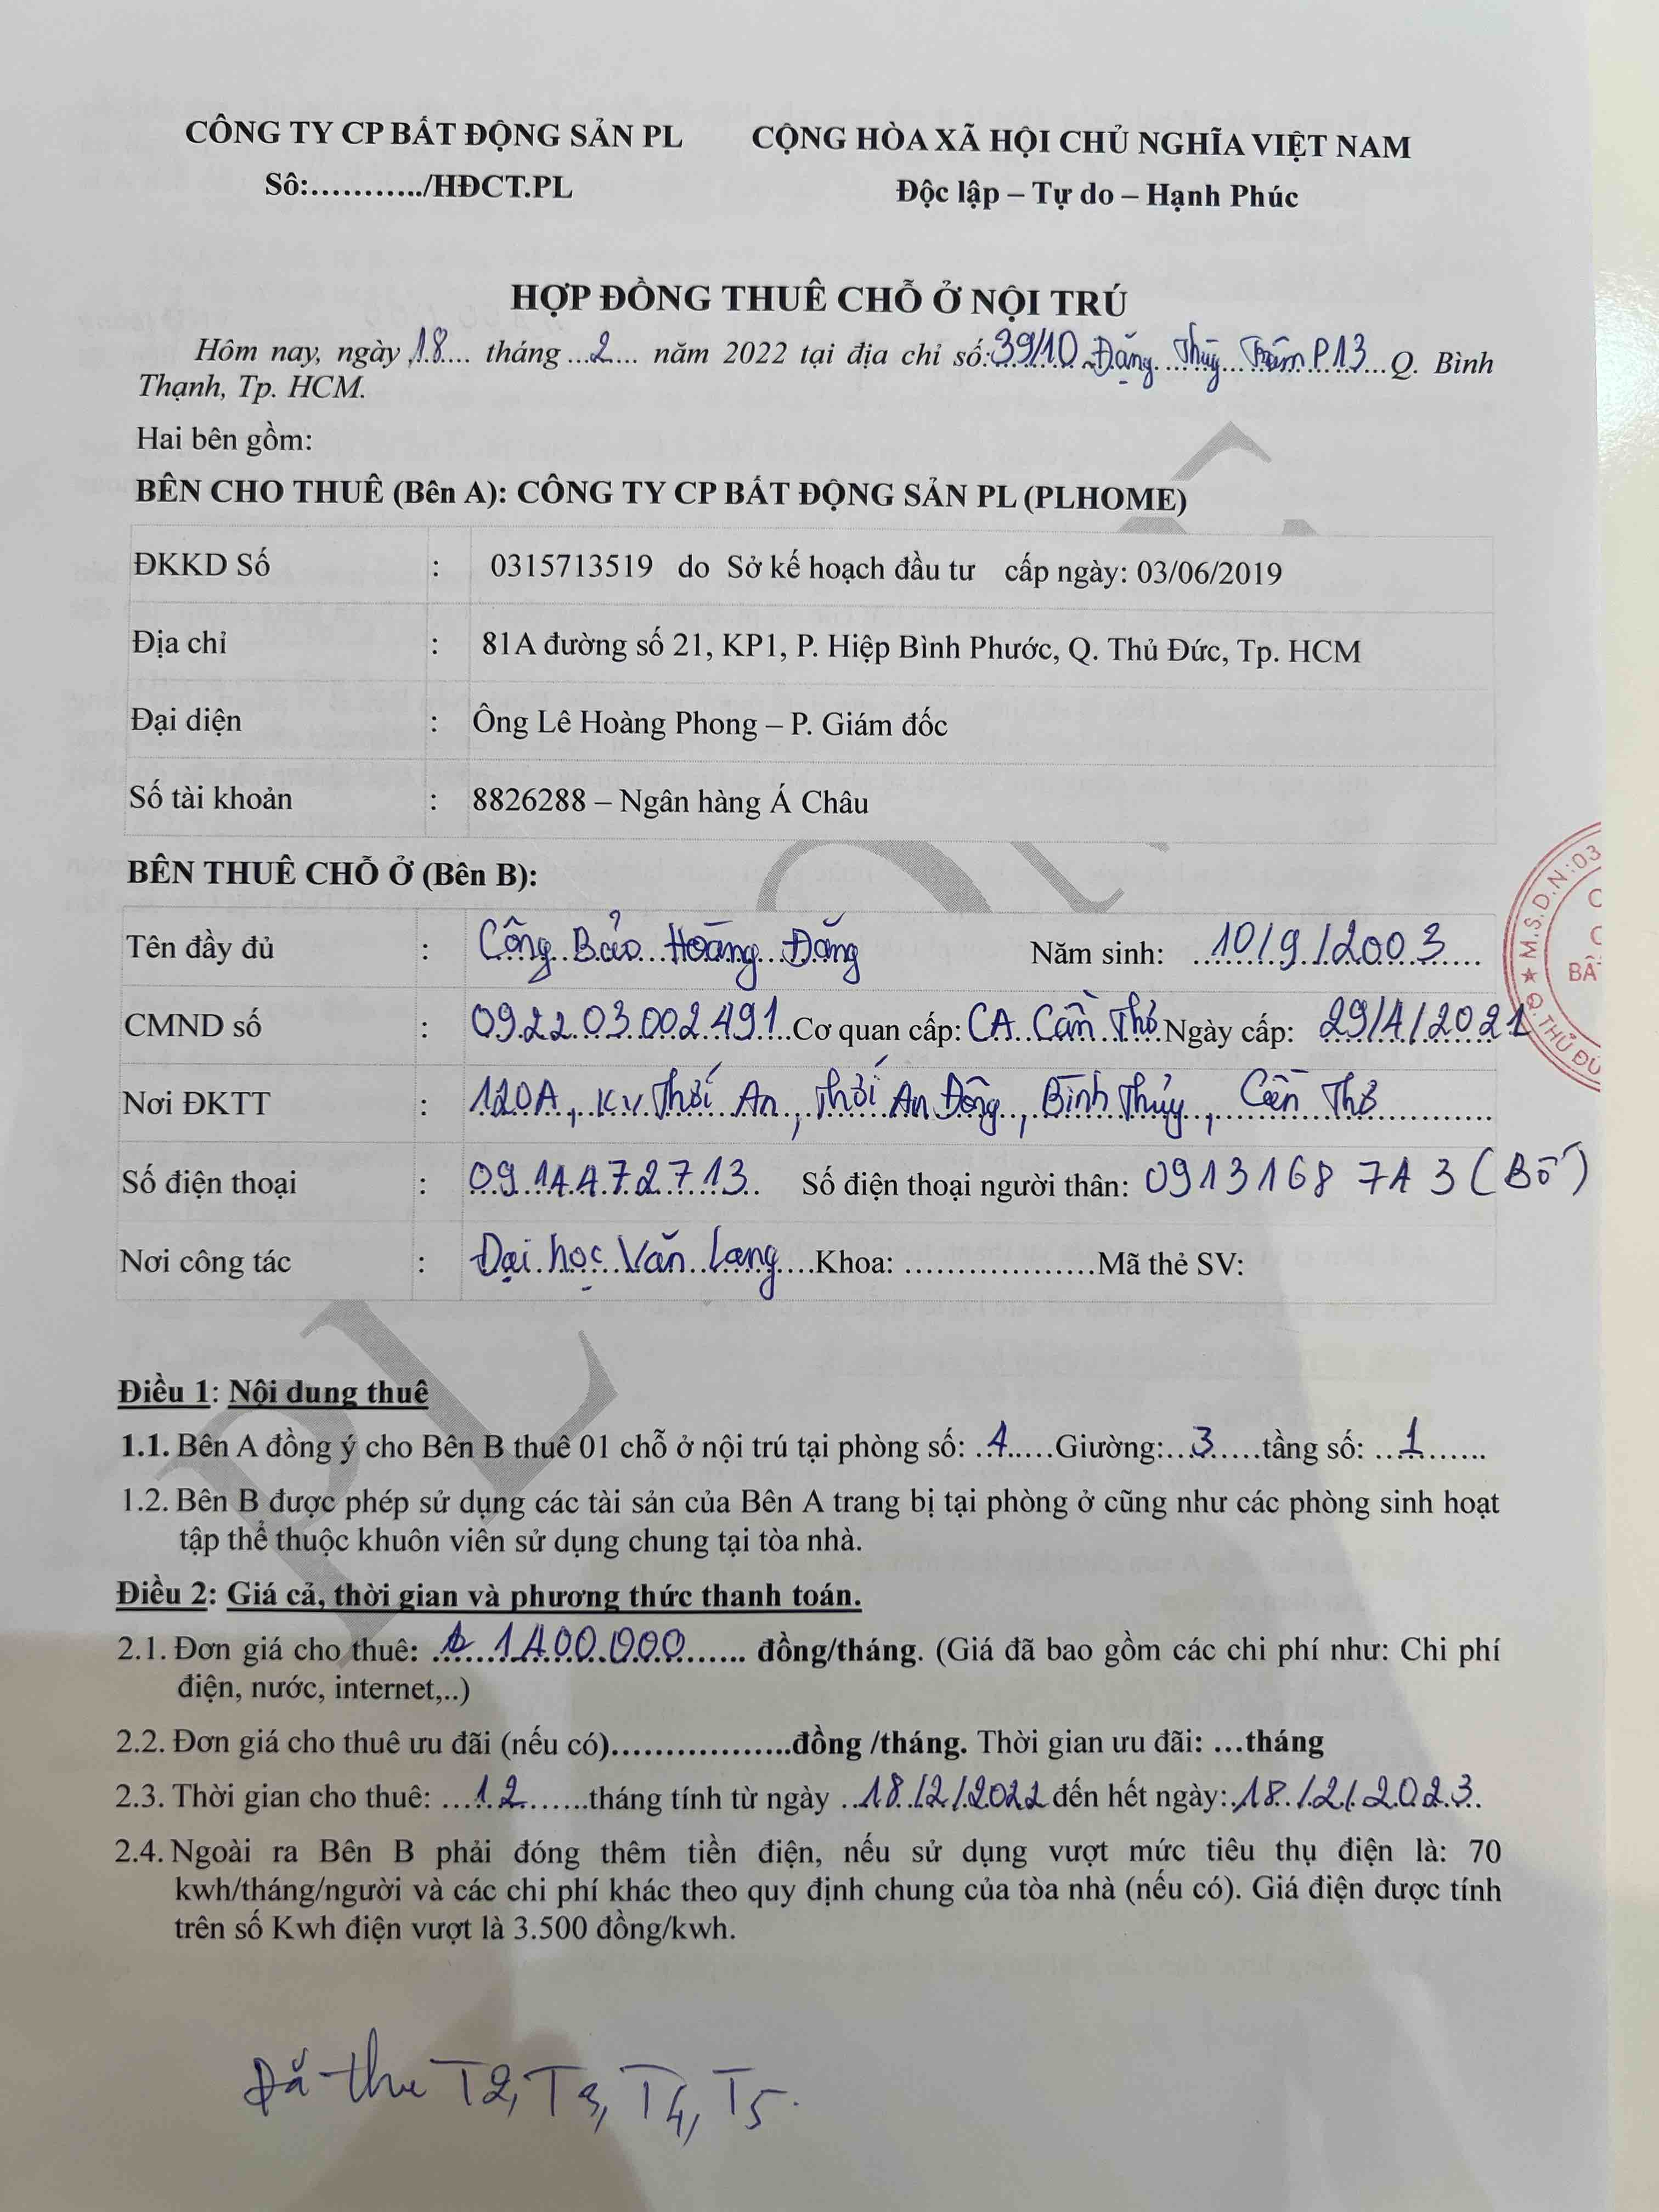 CÔNG TY CP BẤT ĐỘNG SẢN PL
Số:.........../HĐCT.PL
CỘNG HÒA XÃ HỘI CHỦ NGHĨA VIỆT NAM
Độc lập – Tự do – Hạnh Phúc
HỢP ĐỒNG THUÊ CHỖ Ở NỘI TRÚ
Hôm nay, ngày 18 tháng 2 năm 2022 tại địa chỉ số: 39/10 Đặng Thùy Trâm P13 Q. Bình
Thạnh, Tp. HCM.
Hai bên gồm:
BÊN CHO THUÊ (Bên A): CÔNG TY CP BẤT ĐỘNG SẢN PL (PLHOME)
ĐKKD Số : 0315713519 do Sở kế hoạch đầu tư cấp ngày: 03/06/2019
Địa chỉ : 81A đường số 21, KP1, P. Hiệp Bình Phước, Q. Thủ Đức, Tp. HCM
Đại diện : Ông Lê Hoàng Phong – P. Giám đốc
Số tài khoản : 8826288 – Ngân hàng Á Châu
BÊN THUÊ CHỖ Ở (Bên B):
Tên đầy đủ : Công Bảo Hoàng Đăng Năm sinh: 10/9/2003
CMND số : 092203002491 Cơ quan cấp: CA Cần Thơ Ngày cấp: 29/4/2021
Nơi ĐKTT : 120A, KV Thới An, Thới An Đông, Bình Thủy, Cần Thơ
Số điện thoại : 0914472713 Số điện thoại người thân: 0913168 743 (Bố)
Nơi công tác : Đại học Văn Lang Khoa: .................. Mã thẻ SV:
★ M.S.D.N:03
BẤ
Q.THỦ ĐỨ
PL
Điều 1: Nội dung thuê
1.1. Bên A đồng ý cho Bên B thuê 01 chỗ ở nội trú tại phòng số: 4 Giường: 3 tầng số: 1
1.2. Bên B được phép sử dụng các tài sản của Bên A trang bị tại phòng ở cũng như các phòng sinh hoạt
tập thể thuộc khuôn viên sử dụng chung tại tòa nhà.
Điều 2: Giá cả, thời gian và phương thức thanh toán.
2.1. Đơn giá cho thuê: 1400.000 đồng/tháng. (Giá đã bao gồm các chi phí như: Chi phí
điện, nước, internet,..)
2.2. Đơn giá cho thuê ưu đãi (nếu có).................đồng /tháng. Thời gian ưu đãi: ...tháng
2.3. Thời gian cho thuê: 12 tháng tính từ ngày 18/2/2022 đến hết ngày: 18/2/2023
2.4. Ngoài ra Bên B phải đóng thêm tiền điện, nếu sử dụng vượt mức tiêu thụ điện là: 70
kwh/tháng/người và các chi phí khác theo quy định chung của tòa nhà (nếu có). Giá điện được tính
trên số Kwh điện vượt là 3.500 đồng/kwh.
Đã thu T2, T3, T4, T5.